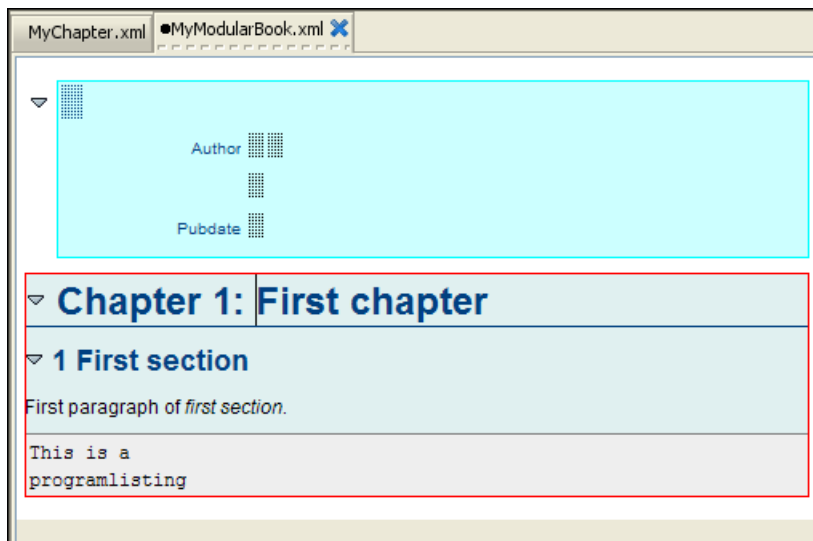 MyChapter.xml ●MyModularBook.xml
Author
Pubdate
Chapter 1: First chapter
1 First section
First paragraph of first section.
This is a
programlisting